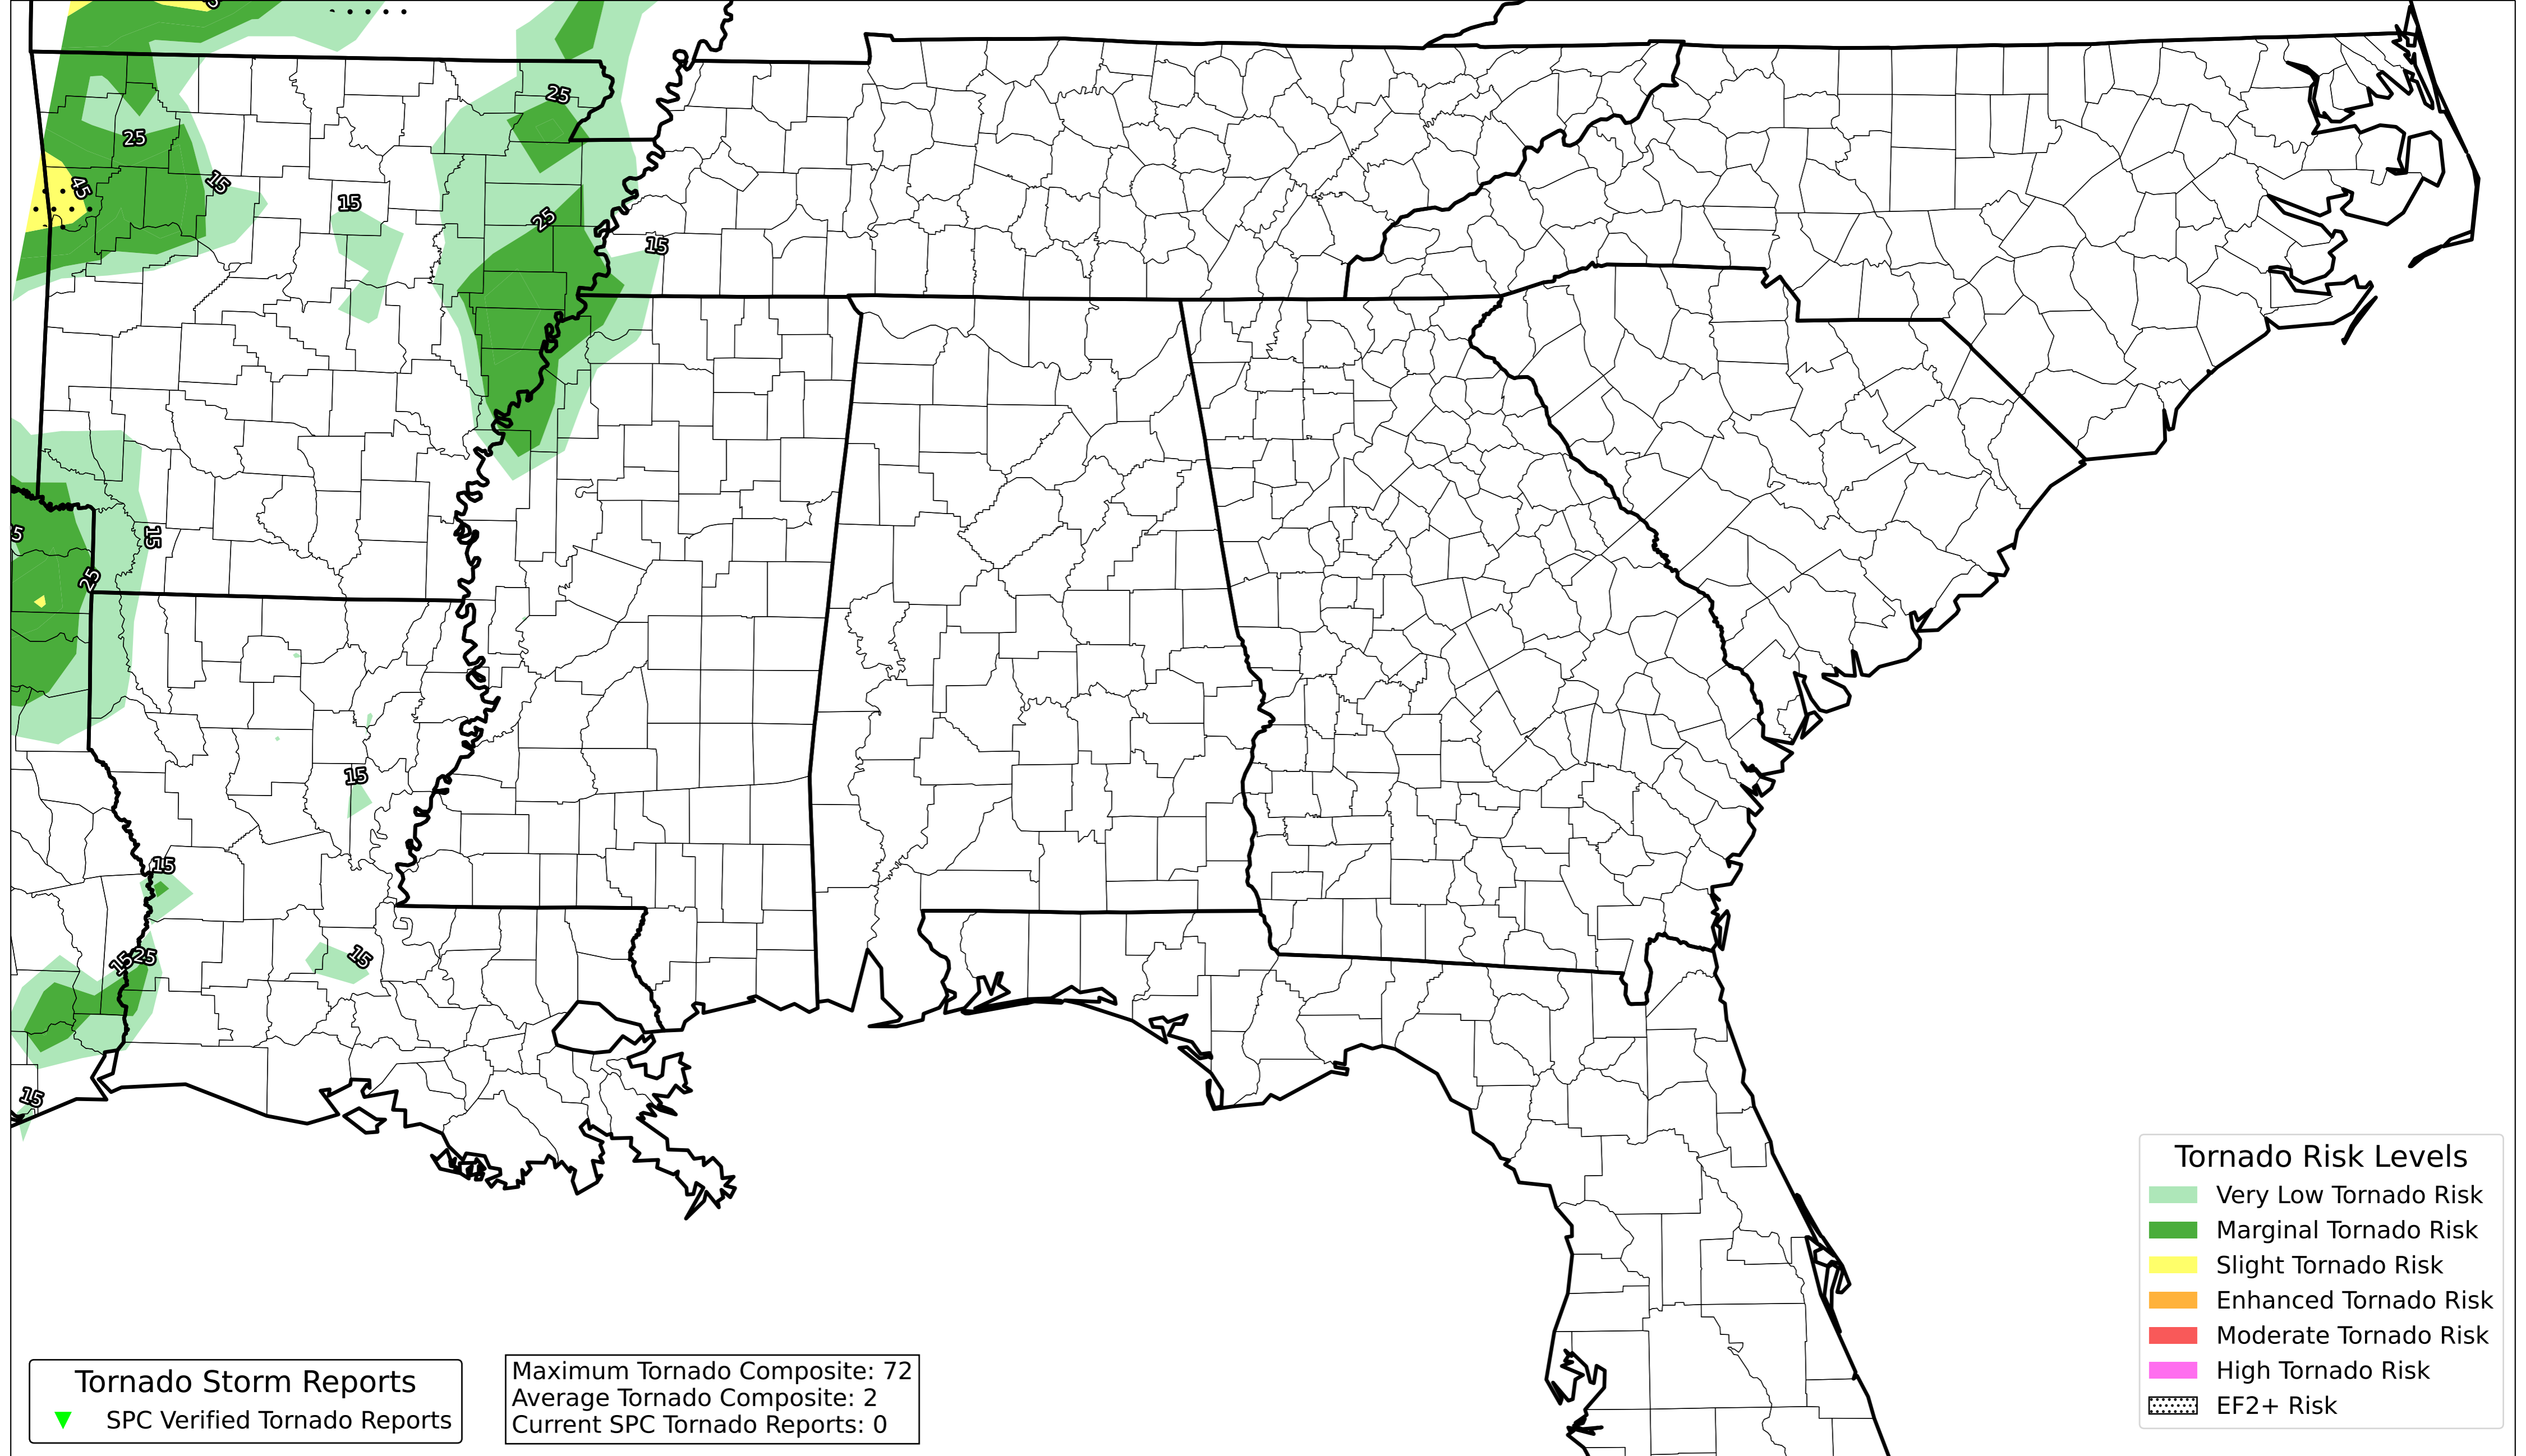 25
25
45
15
15
25
15
5
15
25
15
15
15
25
15
15
Tornado Risk Levels
Very Low Tornado Risk
Marginal Tornado Risk
Slight Tornado Risk
Enhanced Tornado Risk
Moderate Tornado Risk
High Tornado Risk
EF2+ Risk
Tornado Storm Reports
SPC Verified Tornado Reports
Maximum Tornado Composite: 72
Average Tornado Composite: 2
Current SPC Tornado Reports: 0